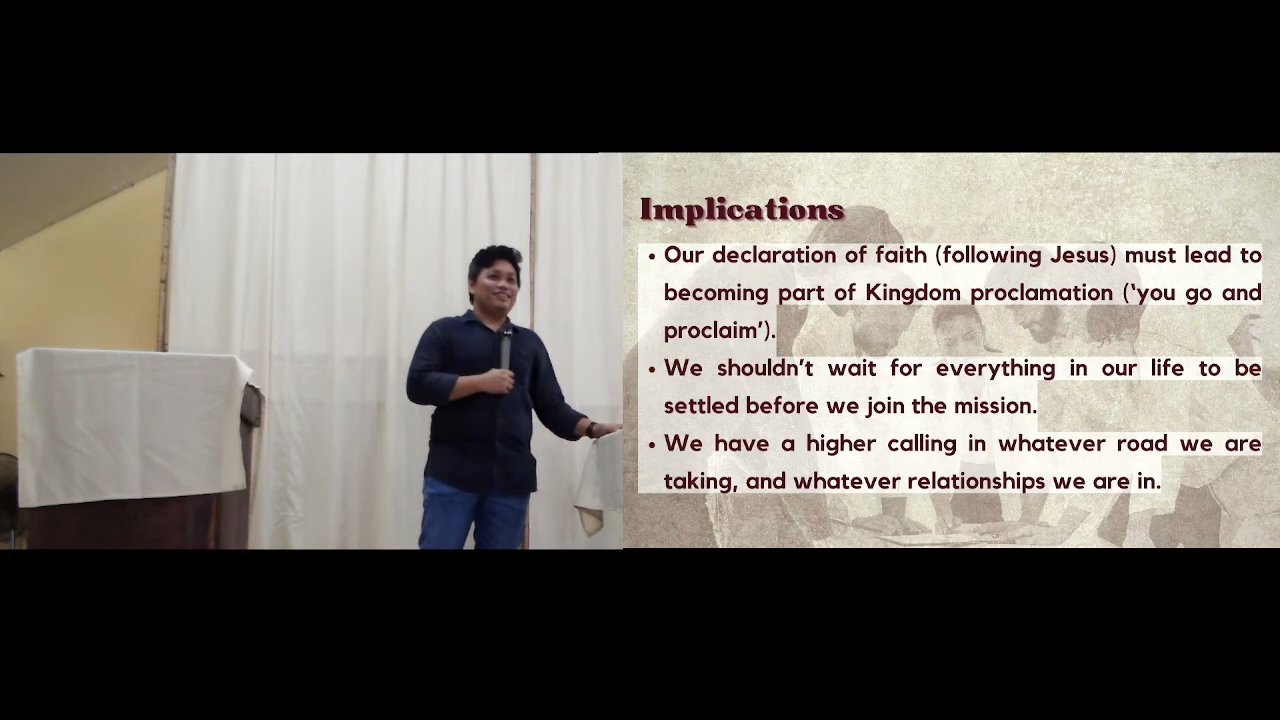 Implications
• Our declaration of faith (following Jesus) must lead to
becoming part of Kingdom proclamation (‘you go and
proclaim’).
• We shouldn’t wait for everything in our life to be
settled before we join the mission.
• We have a higher calling in whatever road we are
taking, and whatever relationships we are in.